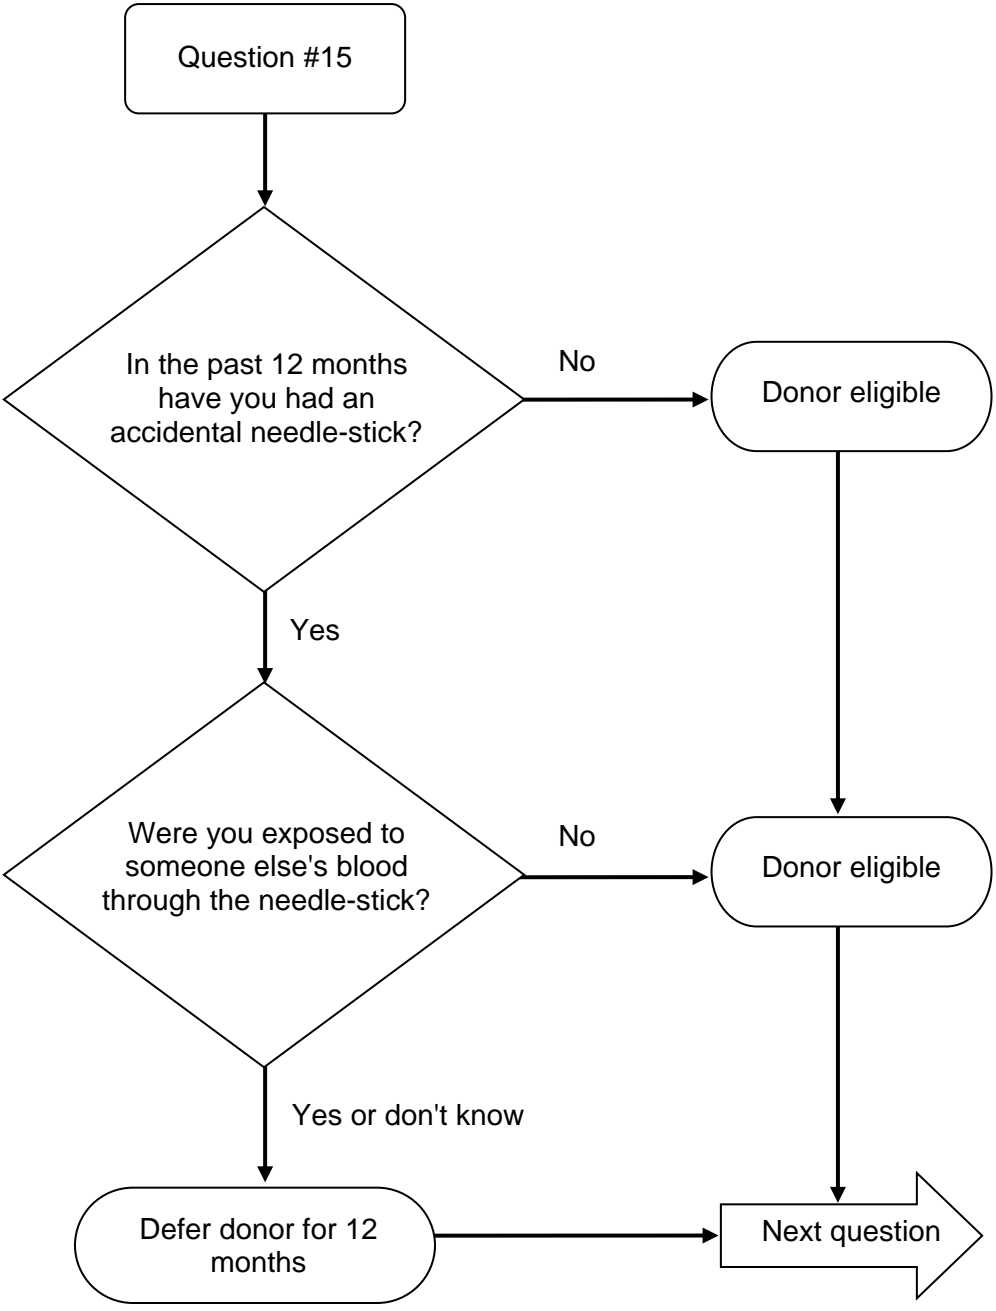 Question #15
In the past 12 months
have you had an
accidental needle-stick?
No
Donor eligible
Yes
Were you exposed to
someone else's blood
through the needle-stick?
No
Donor eligible
Yes or don't know
Defer donor for 12
months
Next question